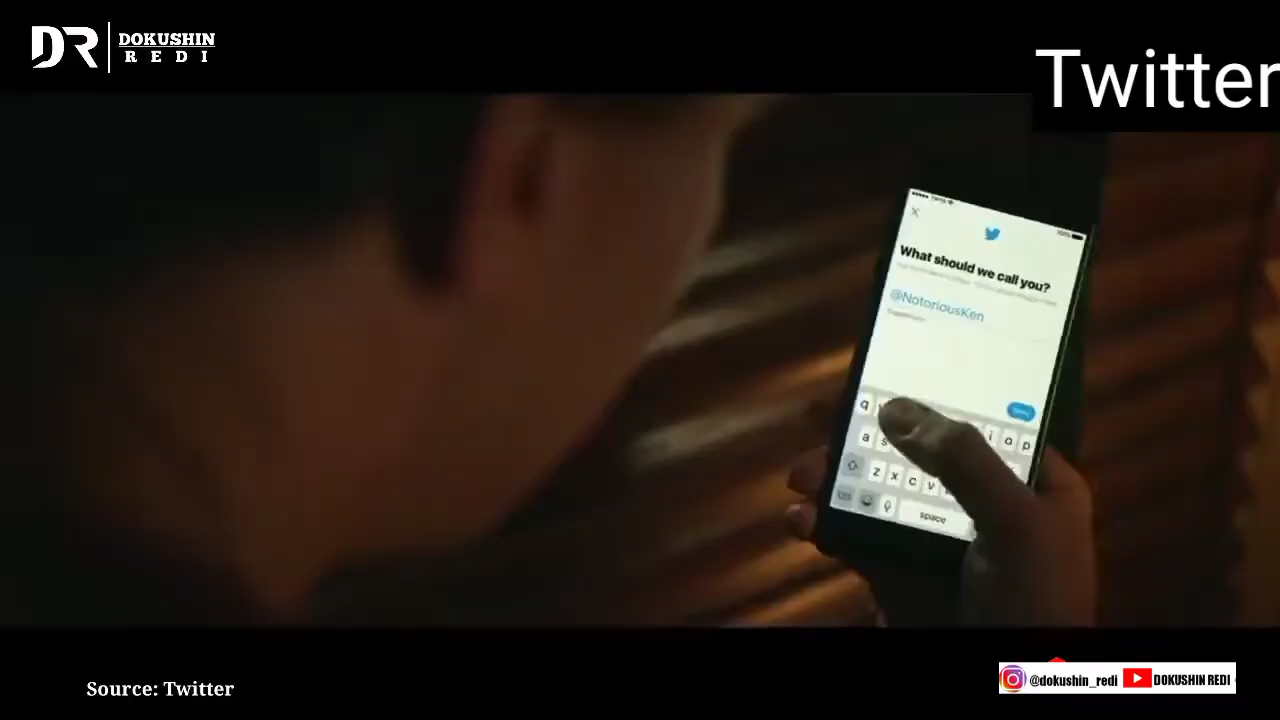 DR
DOKUSHIN
REDI
Twitter
What should we call you?
@NotoriousKen
q
i o p
a s
z x c v
space
Source: Twitter
@dokushin_redi
DOKUSHIN REDI